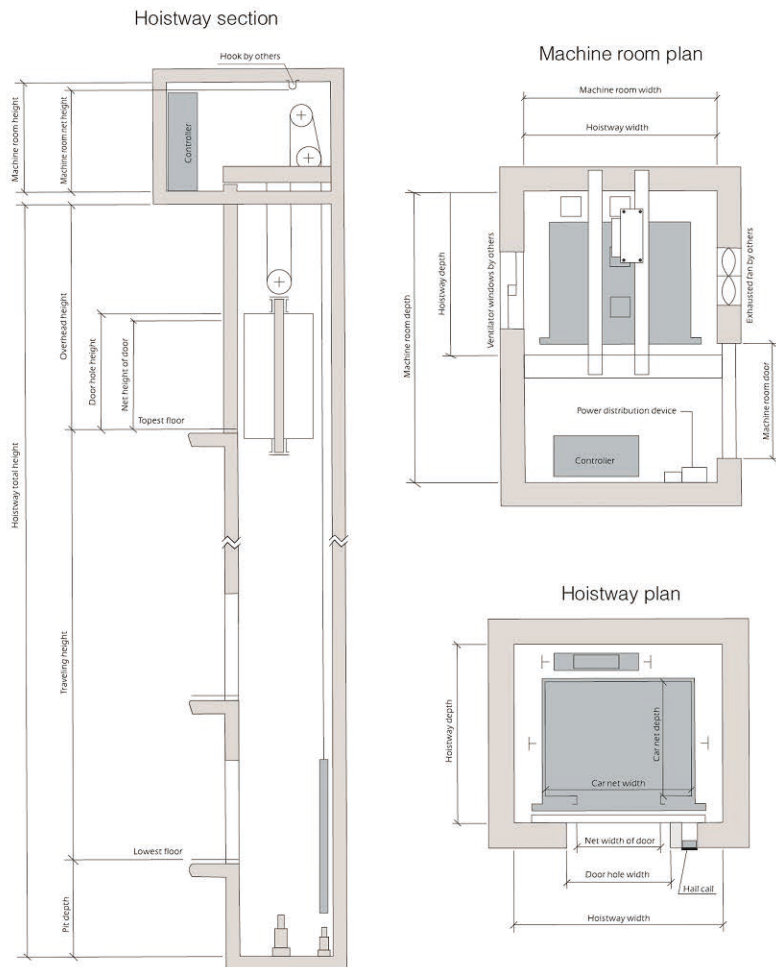 Hoistway section
Hook by others
Machine room height
Machine room net height
Controller
Overhead height
Door hole height
Net height of door
Topest floor
Hoistway total height
Traveling height
Lowest floor
Pit depth
Machine room plan
Machine room width
Hoistway width
Machine room depth
Hoistway depth
Ventilator windows by others
Exhausted fan by others
Machine room door
Power distribution device
Controller
Hoistway plan
Hoistway depth
Car net depth
Car net width
Net width of door
Door hole width
Hall call
Hoistway width